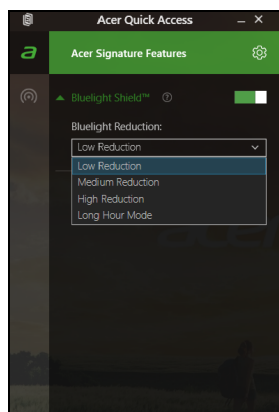 Acer Quick Access
a
Acer Signature Features
Bluelight Shield™ ?
Bluelight Reduction:
Low Reduction
Low Reduction
Medium Reduction
High Reduction
Long Hour Mode